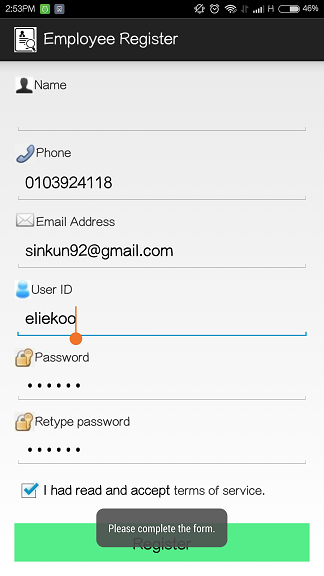 2:53PM H 46%
Employee Register
Name
Phone
0103924118
Email Address
sinkun92@gmail.com
User ID
eliekoo
Password
••••••
Retype password
••••••
I had read and accept terms of service.
Please complete the form.
Register